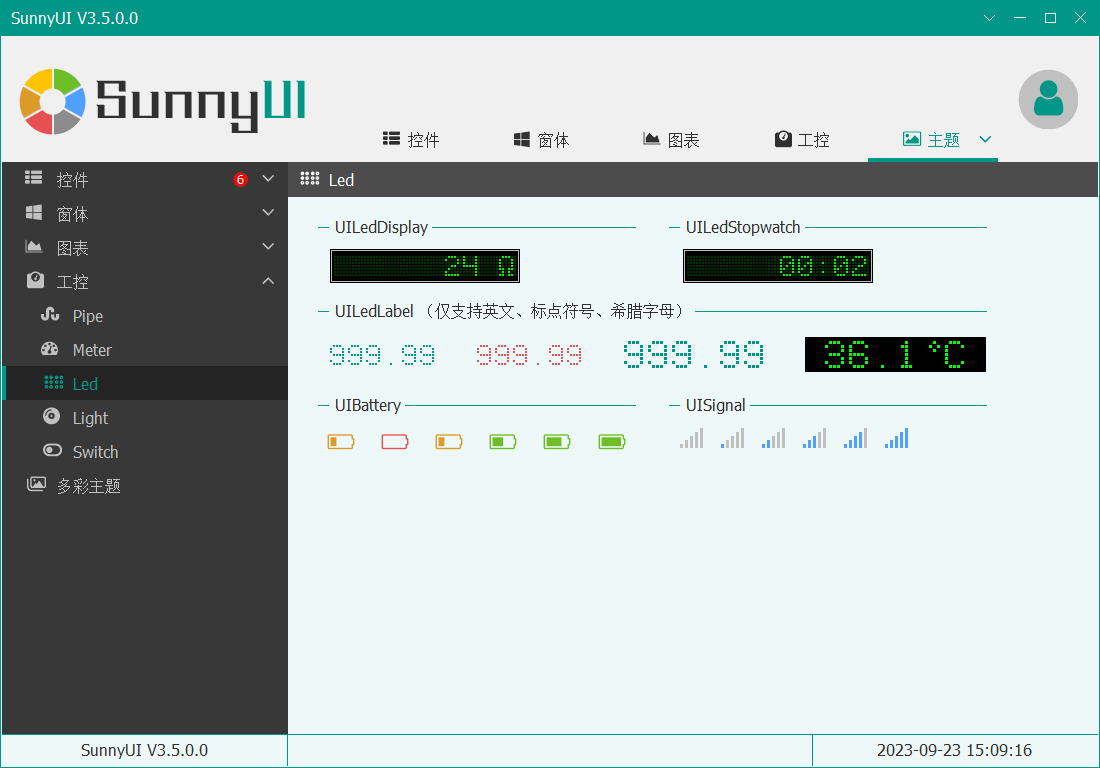 SunnyUI V3.5.0.0
SunnyUI
控件 窗体 图表 工控 主题
控件 6
窗体
图表
工控
Pipe
Meter
Led
Light
Switch
多彩主题
Led
UILedDisplay UILedStopwatch
24 Ω 00:02
UILedLabel （仅支持英文、标点符号、希腊字母）
999.99 999.99 999.99 36.1℃
UIBattery UISignal
SunnyUI V3.5.0.0 2023-09-23 15:09:16